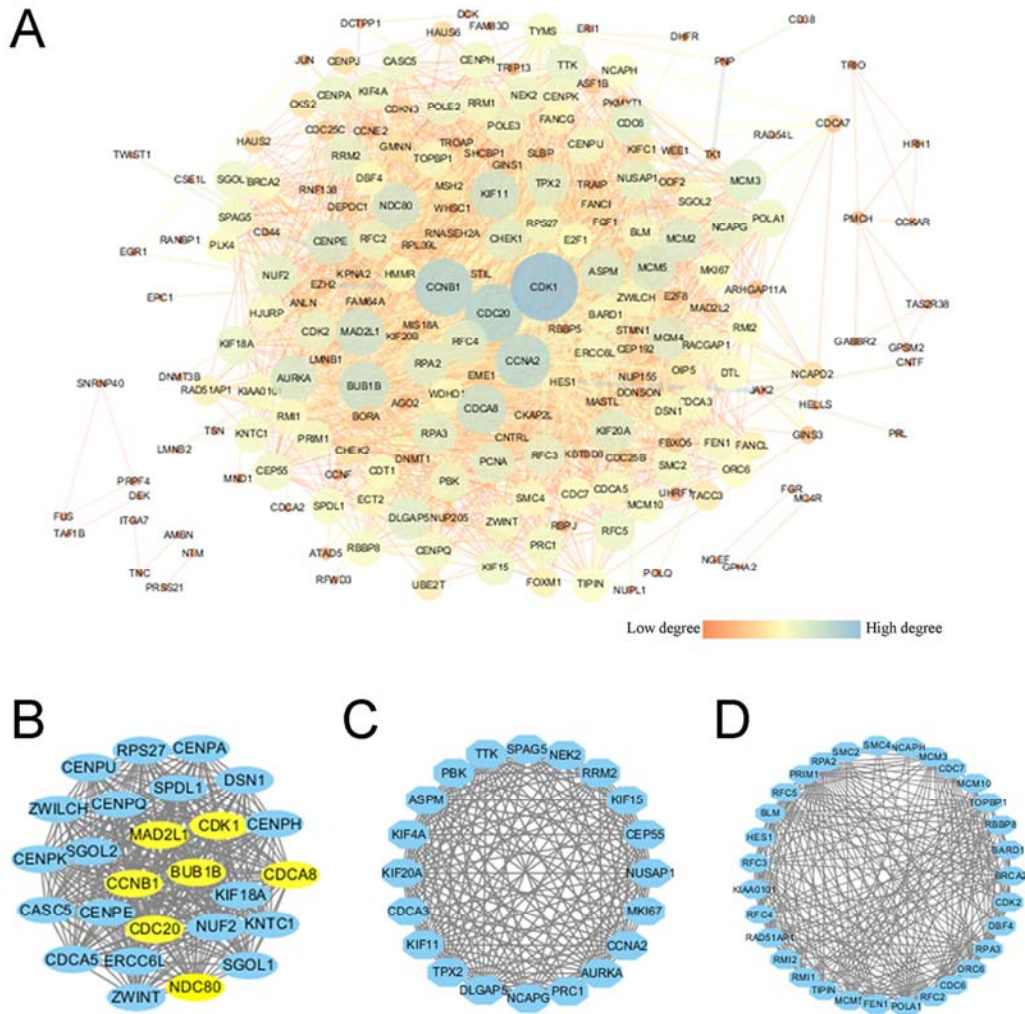 A
DCK
DCTPP1
FAM83D
HAUS6
TYMS
ERI1
DHFR
CD38
JUN
CENPJ
CASC5
CENPH
TRIP13
TTK
ASF1B
NCAPH
PNP
TRIO
CKS2
CENPA
KIF4A
CDKN3
POLE2
RRM1
NEK2
CENPK
PKMYT1
CDC6
CDCA7
HAUS2
CDC25C
CCNE2
POLE3
FANCG
RAD54L
HRH1
RRM2
GMNN
TROAP
TOPBP1
SHCBP1
SLBP
CENPU
KIFC1
WEE1
TK1
TWIST1
CSE1L
SGOL1
BRCA2
DBF4
GINS1
MCM3
RNF138
MSH2
KIF11
TPX2
TRAIP
NUSAP1
ODF2
SPAG5
DEPDC1
NDC80
WHSC1
FANCI
SGOL2
NCAPG
POLA1
PMCH
CCKAR
CD44
RNASEH2A
RPS27
FGF1
EGR1
RANBP1
PLK4
CENPE
RFC2
RPL39L
CHEK1
E2F1
BLM
MCM2
NUF2
EZH2
KPNA2
HMMR
STIL
CDK1
ASPM
MCM5
MKI67
CCNB1
ARHGAP11A
EPC1
ANLN
FAM64A
ZWILCH
E2F8
MAD2L2
TAS2R38
HJURP
CDC20
BARD1
CDK2
MAD2L1
MIS18A
KIF20B
RBBP5
STMN1
MCM4
RMI2
KIF18A
RFC4
ERCC6L
CEP192
RACGAP1
GABBR2
GPSM2
LMNB1
RPA2
CCNA2
CNTF
SNRNP40
DNMT3B
AURKA
EME1
HES1
NUP155
OIP5
DTL
NCAPD2
RAD51AP1
KIAA0101
BUB1B
WDHD1
DONSON
CDCA3
JAK2
HELLS
RMI1
BORA
AGO2
CDCA8
CKAP2L
MASTL
DSN1
TSN
KNTC1
PRIM1
RPA3
CNTRL
KIF20A
GINS3
PRL
LMNB2
CHEK2
DNMT1
RFC3
KBTBD8
FBXO5
FEN1
FANCL
PRPF4
MND1
CEP55
CCNF
CDT1
PCNA
CDC25B
SMC2
ORC6
DEK
PBK
FGR
FUS
CDCA2
SPDL1
ECT2
SMC4
CDC7
CDCA5
UHRF1
TACC3
MC4R
ITGA7
DLGAP5
NUP205
MCM10
TAF1B
AMBN
ZWINT
RBPJ
RFC5
NTM
ATAD5
RBBP8
CENPQ
PRC1
NGEF
GPHA2
TNC
RFWD3
KIF15
POLQ
PRSS21
UBE2T
FOXM1
TIPIN
NUPL1
Low degree
High degree
B
RPS27
CENPA
CENPU
SPDL1
DSN1
ZWILCH
CENPQ
MAD2L1
CDK1
CENPH
CENPK
SGOL2
BUB1B
CDCA8
CCNB1
KIF18A
CASC5
CENPE
CDC20
NUF2
KNTC1
CDCA5
ERCC6L
SGOL1
ZWINT
NDC80
C
SPAG5
TTK
NEK2
PBK
RRM2
ASPM
KIF15
KIF4A
CEP55
KIF20A
NUSAP1
CDCA3
MKI67
KIF11
CCNA2
TPX2
AURKA
DLGAP5
NCAPG
PRC1
D
SMC4
SMC2
NCAPH
RPA2
MCM3
PRIM1
CDC7
RFC5
MCM10
BLM
TOPBP1
HES1
RBBP8
RFC3
BARD1
KIAA0101
BRCA2
RFC4
CDK2
RAD51AP1
DBF4
RMI2
RPA3
RMI1
ORC6
TIPIN
CDC6
MCM5
RFC2
FEN1
POLA1